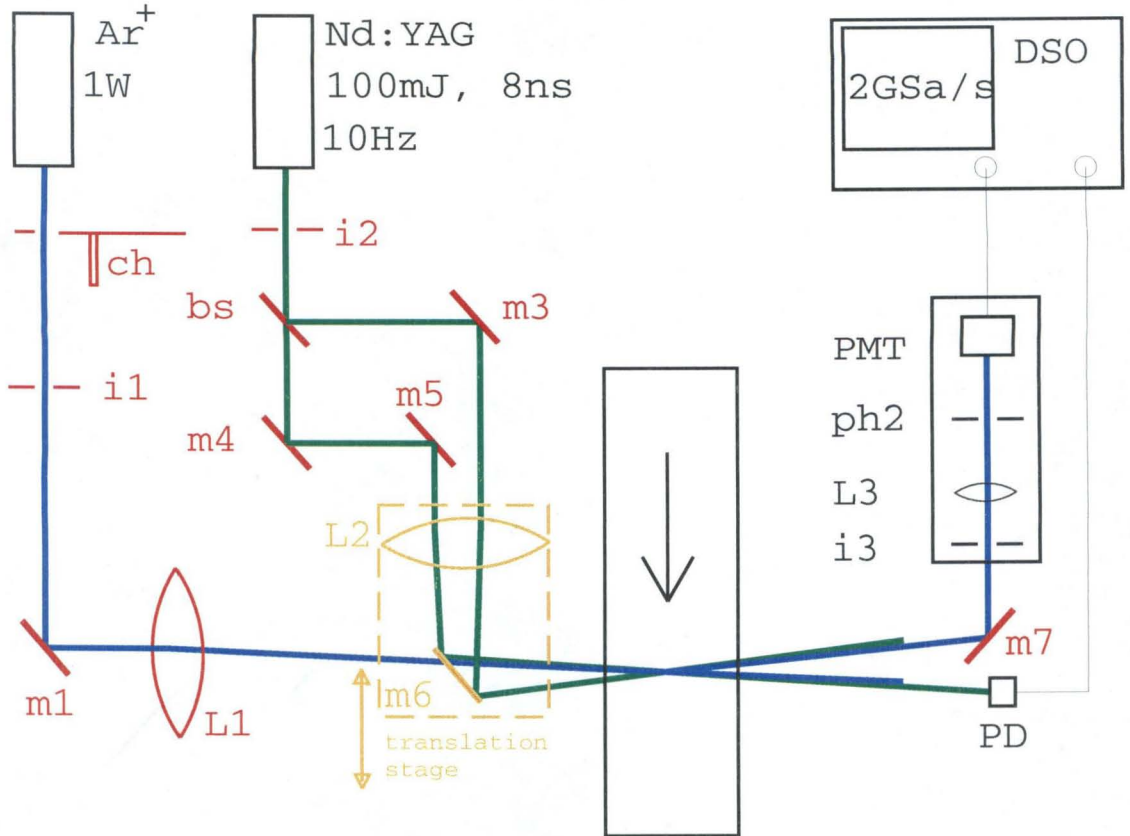 Ar+
1W
Nd:YAG
100mJ, 8ns
10Hz
DSO
2GSa/s
ch
i2
bs
m3
i1
m5
m4
PMT
ph2
L3
i3
L2
m7
m1
L1
m6
PD
translation
stage